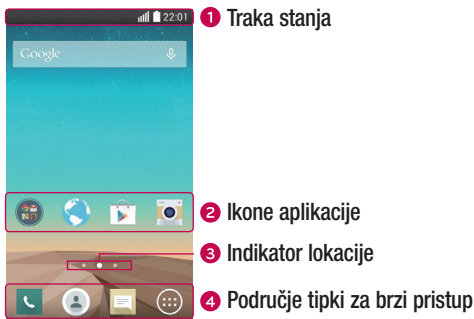 22:01
Google
1 Traka stanja
2 Ikone aplikacije
3 Indikator lokacije
4 Područje tipki za brzi pristup